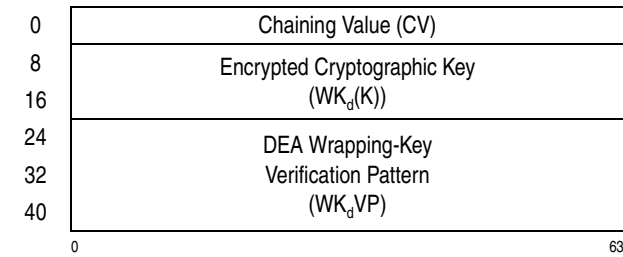 0 Chaining Value (CV)
8 Encrypted Cryptographic Key
16 (WKd(K))
24 DEA Wrapping-Key
32 Verification Pattern
40 (WKdVP)
0 63